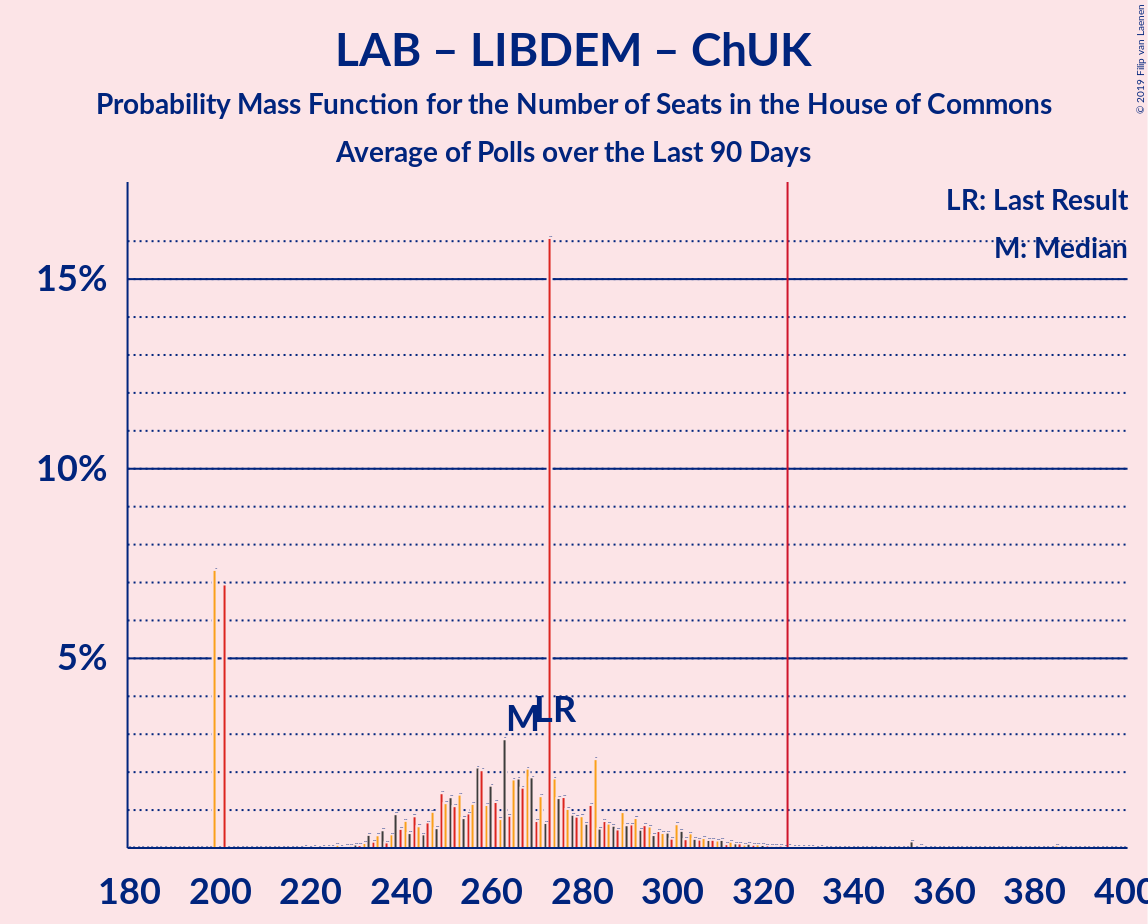 LAB – LIBDEM – ChUK
Probability Mass Function for the Number of Seats in the House of Commons
Average of Polls over the Last 90 Days
© 2019 Filip van Laenen
LR: Last Result
M: Median
15%
10%
5%
M
LR
180 200 220 240 260 280 300 320 340 360 380 400